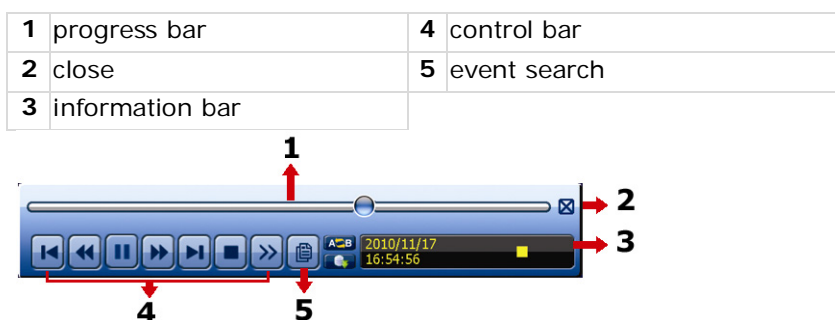 1 progress bar 4 control bar
2 close 5 event search
3 information bar
1
2
A B 2010/11/17
3
16:54:56
4
5